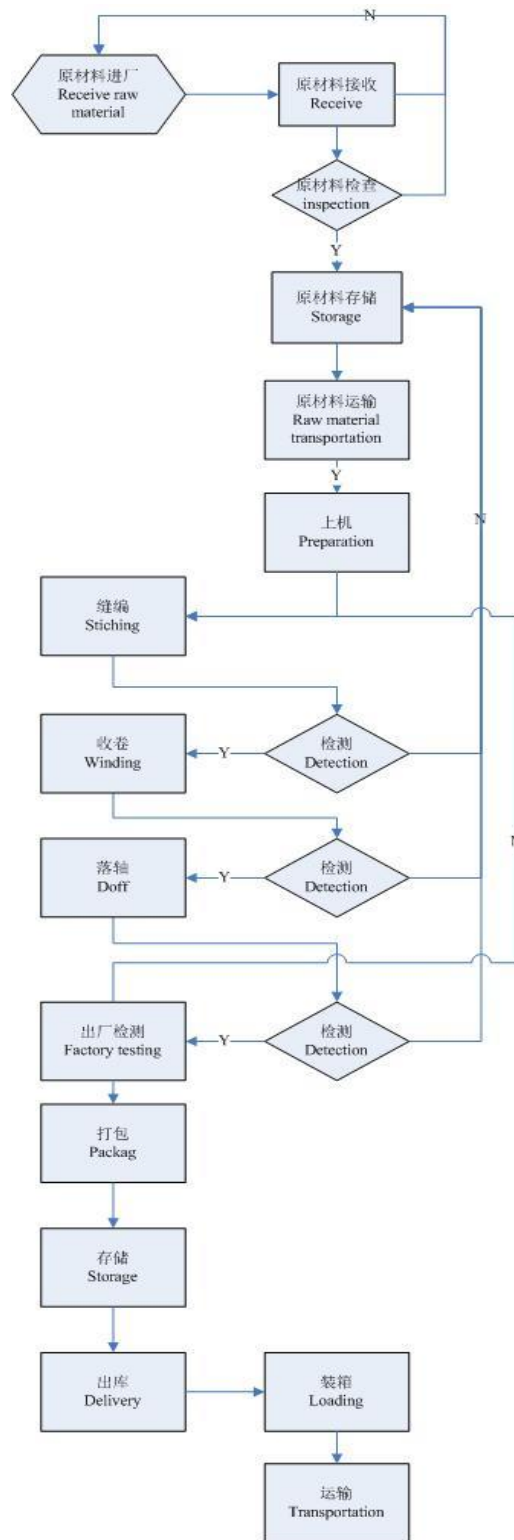 N
原材料进厂
Receive raw
material
原材料接收
Receive
原材料检查
inspection
Y
原材料存储
Storage
原材料运输
Raw material
transportation
Y
N
上机
Preparation
缝编
Stiching
收卷
Winding
Y
检测
Detection
N
落轴
Doff
Y
检测
Detection
出厂检测
Factory testing
Y
检测
Detection
打包
Packag
存储
Storage
出库
Delivery
装箱
Loading
运输
Transportation